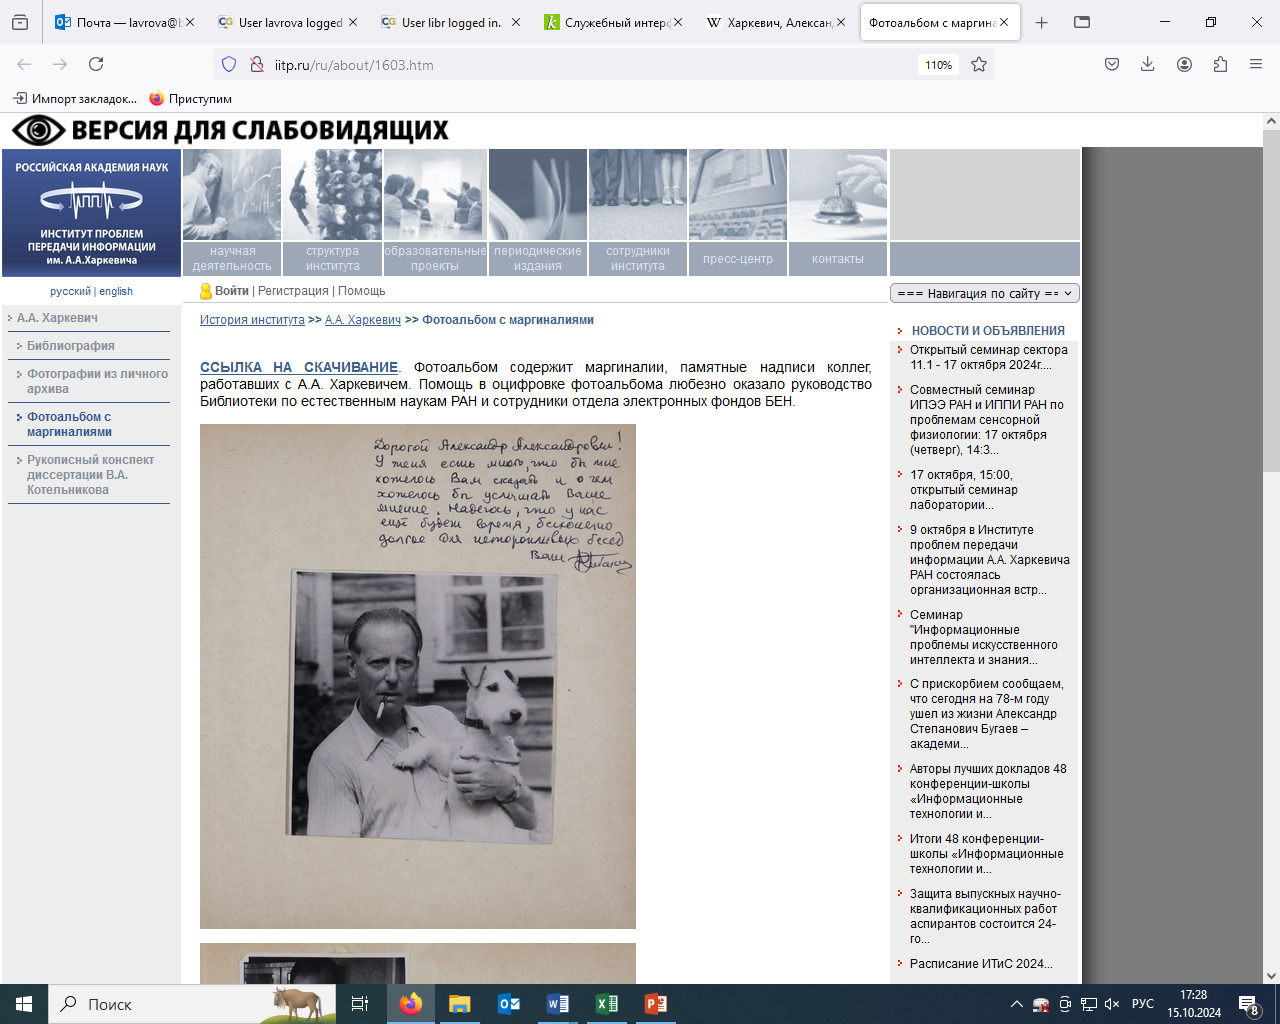 Почта — lavrova@b
User lavrova logged
User libr logged in.
Служебный интерф
Харкевич, Алексан
Фотоальбом с маргина
iitp.ru/ru/about/1603.htm
110%
Импорт закладок...
Приступим
ВЕРСИЯ ДЛЯ СЛАБОВИДЯЩИХ
РОССИЙСКАЯ АКАДЕМИЯ НАУК
ИППИ
ИНСТИТУТ ПРОБЛЕМ
ПЕРЕДАЧИ ИНФОРМАЦИИ
им. А.А.Харкевича
научная
деятельность
структура
института
образовательные
проекты
периодические
издания
сотрудники
института
пресс-центр
контакты
русский | english
Войти | Регистрация | Помощь
=== Навигация по сайту ==
А.А. Харкевич
Библиография
Фотографии из личного
архива
Фотоальбом с
маргиналиями
Рукописный конспект
диссертации В.А.
Котельникова
История института >> А.А. Харкевич >> Фотоальбом с маргиналиями
ССЫЛКА НА СКАЧИВАНИЕ. Фотоальбом содержит маргиналии, памятные надписи коллег,
работавших с А.А. Харкевичем. Помощь в оцифровке фотоальбома любезно оказало руководство
Библиотеки по естественным наукам РАН и сотрудники отдела электронных фондов БЕН.
Дорогой Александр Александрович!
У меня есть много, что бы мне
хотелось Вам сказать и о чем
хотелось бы услышать Ваше
мнение. Надеюсь, что у нас
ещё будет время, бесконечно
долгое для неторопливых бесед
Ваш
НОВОСТИ И ОБЪЯВЛЕНИЯ
Открытый семинар сектора
11.1 - 17 октября 2024г....
Совместный семинар
ИПЭЭ РАН и ИППИ РАН по
проблемам сенсорной
физиологии: 17 октября
(четверг), 14:3...
17 октября, 15:00,
открытый семинар
лаборатории...
9 октября в Институте
проблем передачи
информации А.А. Харкевича
РАН состоялась
организационная встр...
Семинар
"Информационные
проблемы искусственного
интеллекта и знания...
С прискорбием сообщаем,
что сегодня на 78-м году
ушел из жизни Александр
Степанович Бугаев –
академи...
Авторы лучших докладов 48
конференции-школы
«Информационные
технологии и...
Итоги 48 конференции-
школы «Информационные
технологии и...
Защита выпускных научно-
квалификационных работ
аспирантов состоится 24-
го...
Расписание ИТиС 2024...
Поиск
РУС
17:28
15.10.2024
8